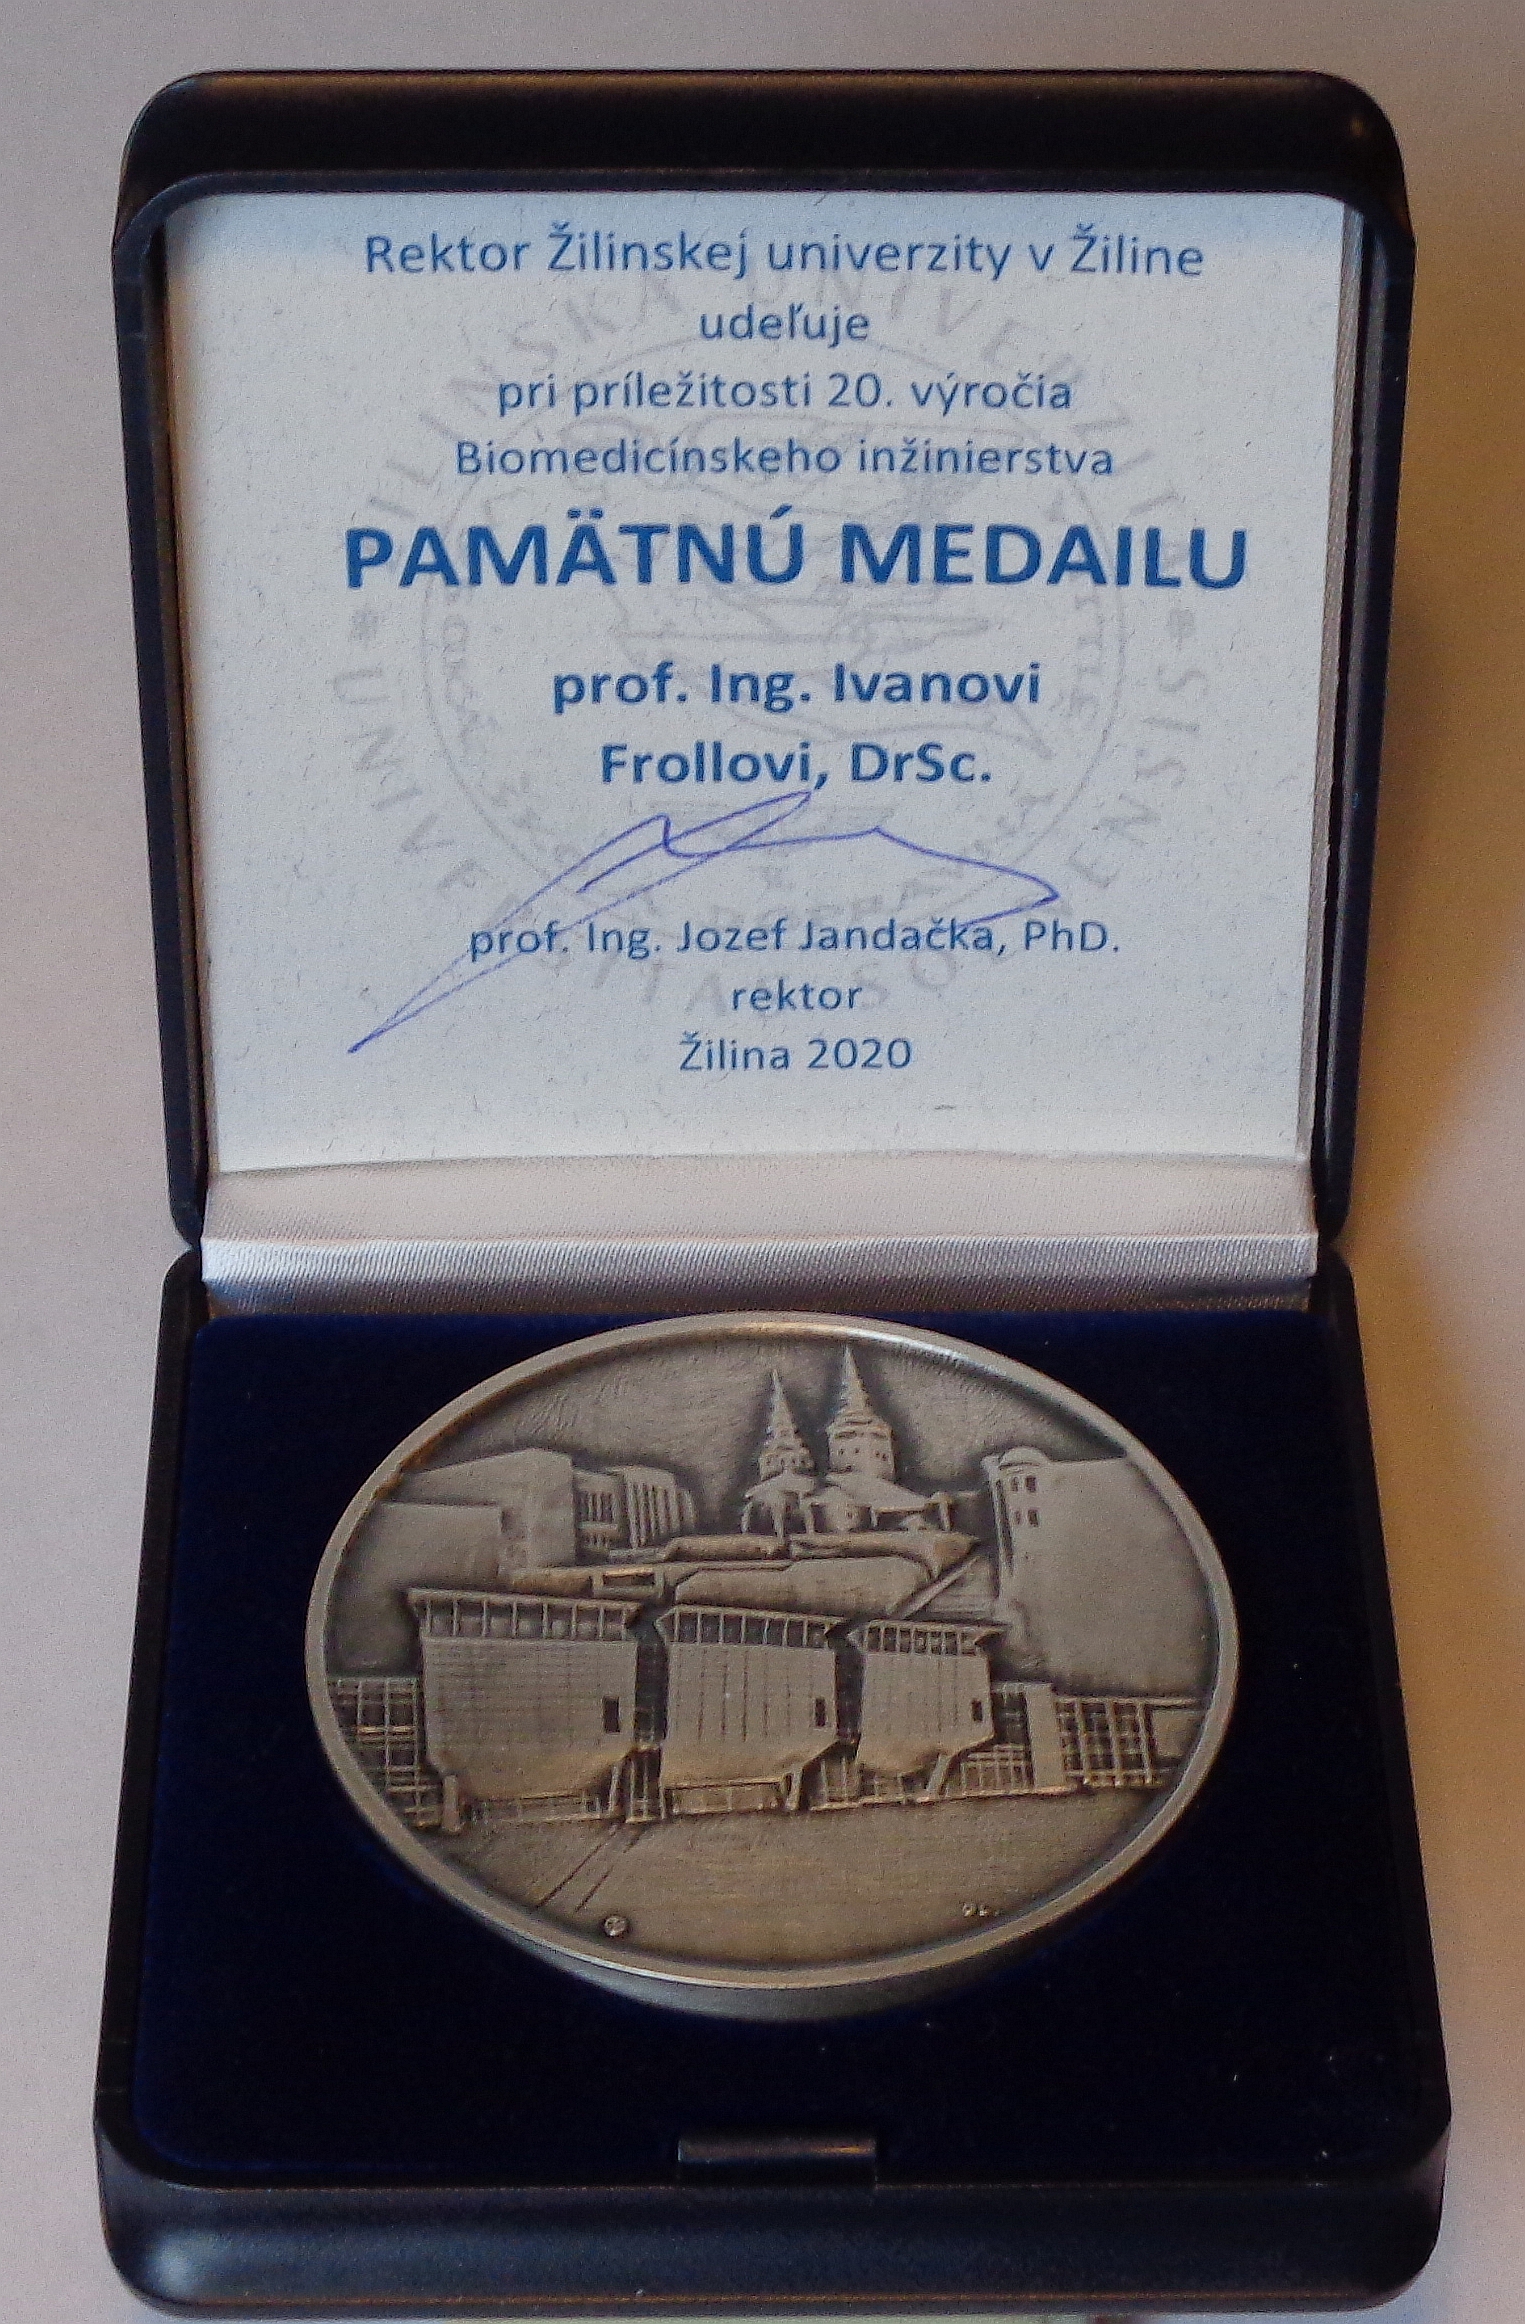 Rektor Žilinskej univerzity v Žiline
udeľuje
pri príležitosti 20. výročia
Biomedicínskeho inžinierstva
PAMÄTNÚ MEDAILU
prof. Ing. Ivanovi
Frollovi, DrSc.
prof. Ing. Jozef Jandačka, PhD.
rektor
Žilina 2020